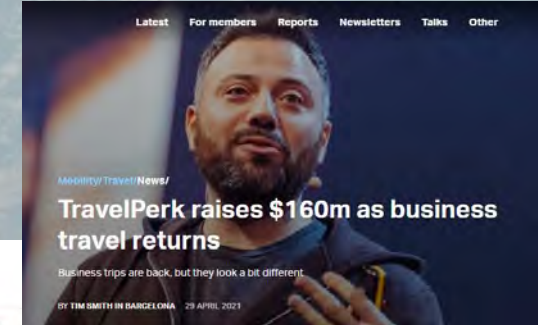 Latest For members Reports Newsletters Talks Other
Mobility/Travel/News/
TravelPerk raises $160m as business
travel returns
Business trips are back, but they look a bit different
BY TIM SMITH IN BARCELONA 29 APRIL 2021